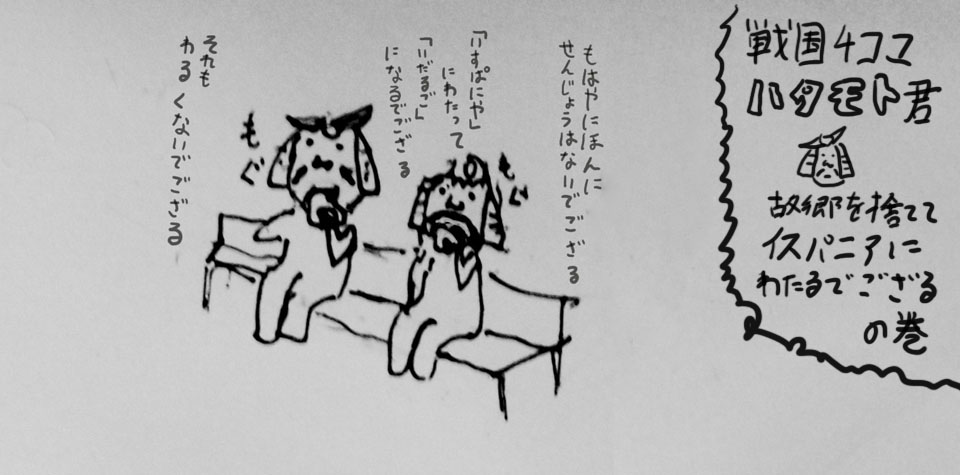 戦国4コマ
ハタモト君
故郷を捨てて
イスパニアに
わたるでござる
の巻
もはやにほんに
せんじょうはないでござる
「いすぱにや」
にわたって
「いだるご」
になるでござる
もぐ
もぐ
それも
わるくないでござる